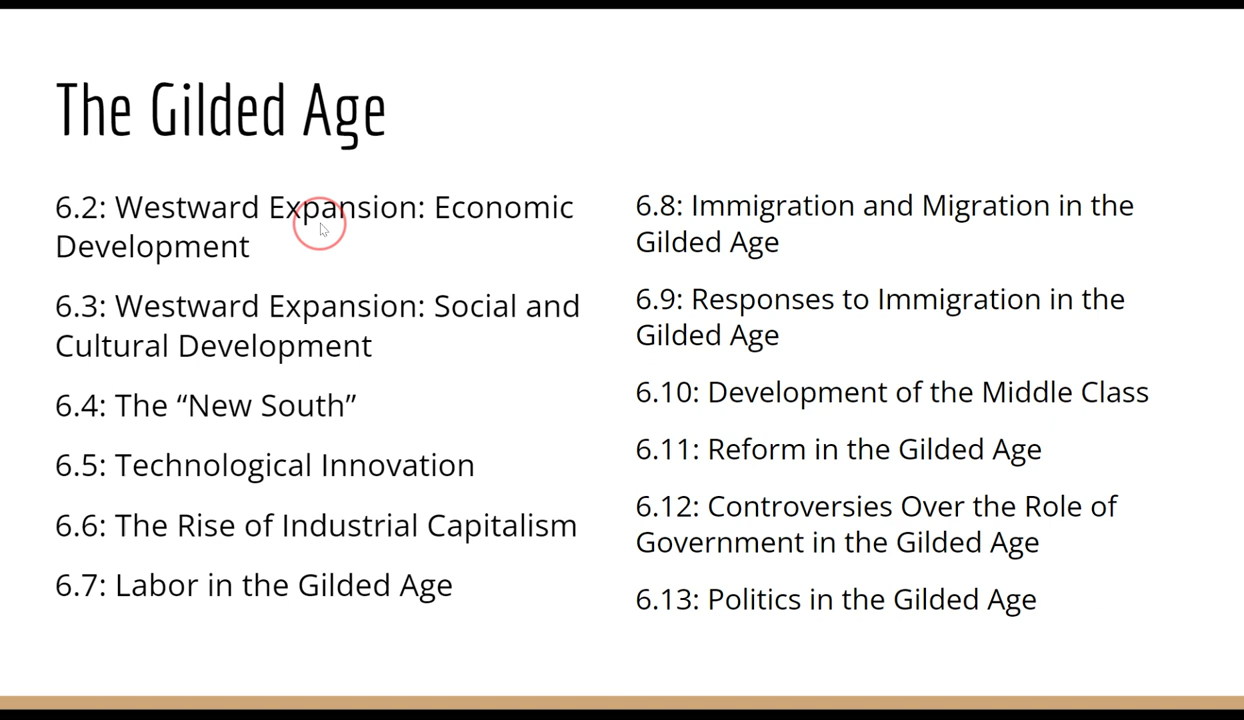 The Gilded Age
6.2: Westward Expansion: Economic
Development
6.3: Westward Expansion: Social and
Cultural Development
6.4: The “New South”
6.5: Technological Innovation
6.6: The Rise of Industrial Capitalism
6.7: Labor in the Gilded Age
6.8: Immigration and Migration in the
Gilded Age
6.9: Responses to Immigration in the
Gilded Age
6.10: Development of the Middle Class
6.11: Reform in the Gilded Age
6.12: Controversies Over the Role of
Government in the Gilded Age
6.13: Politics in the Gilded Age